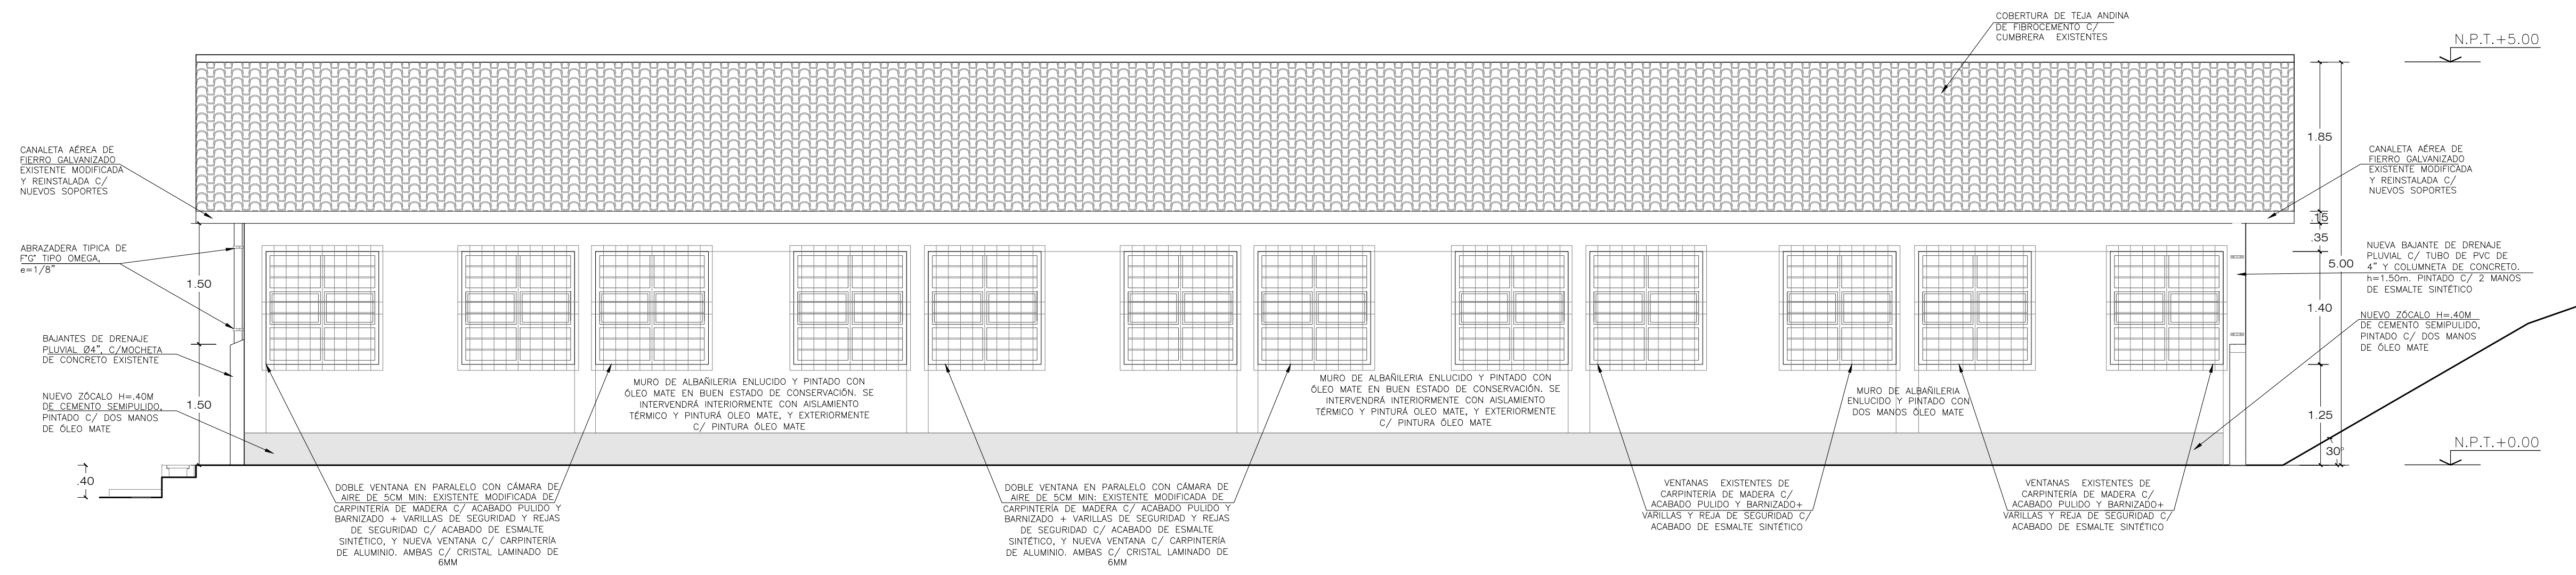 COBERTURA DE TEJA ANDINA
DE FIBROCEMENTO C/
CUMBRERA EXISTENTES
N.P.T.+5.00
CANALETA AÉREA DE
FIERRO GALVANIZADO
EXISTENTE MODIFICADA
Y REINSTALADA C/
NUEVOS SOPORTES
ABRAZADERA TIPICA DE
F°G° TIPO OMEGA,
e=1/8"
BAJANTES DE DRENAJE
PLUVIAL Ø4", C/MOCHETA
DE CONCRETO EXISTENTE
NUEVO ZÓCALO H=.40M
DE CEMENTO SEMIPULIDO,
PINTADO C/ DOS MANOS
DE ÓLEO MATE
1.50
1.50
.40
MURO DE ALBAÑILERIA ENLUCIDO Y PINTADO CON
ÓLEO MATE EN BUEN ESTADO DE CONSERVACIÓN. SE
INTERVENDRÁ INTERIORMENTE CON AISLAMIENTO
TÉRMICO Y PINTURÁ OLEO MATE, Y EXTERIORMENTE
C/ PINTURA ÓLEO MATE
MURO DE ALBAÑILERIA ENLUCIDO Y PINTADO CON
ÓLEO MATE EN BUEN ESTADO DE CONSERVACIÓN. SE
INTERVENDRÁ INTERIORMENTE CON AISLAMIENTO
TÉRMICO Y PINTURÁ OLEO MATE, Y EXTERIORMENTE
C/ PINTURA ÓLEO MATE
MURO DE ALBAÑILERIA
ENLUCIDO Y PINTADO CON
DOS MANOS ÓLEO MATE
DOBLE VENTANA EN PARALELO CON CÁMARA DE
AIRE DE 5CM MIN: EXISTENTE MODIFICADA DE
CARPINTERÍA DE MADERA C/ ACABADO PULIDO Y
BARNIZADO + VARILLAS DE SEGURIDAD Y REJAS
DE SEGURIDAD C/ ACABADO DE ESMALTE
SINTÉTICO, Y NUEVA VENTANA C/ CARPINTERÍA
DE ALUMINIO. AMBAS C/ CRISTAL LAMINADO DE
6MM
DOBLE VENTANA EN PARALELO CON CÁMARA DE
AIRE DE 5CM MIN: EXISTENTE MODIFICADA DE
CARPINTERÍA DE MADERA C/ ACABADO PULIDO Y
BARNIZADO + VARILLAS DE SEGURIDAD Y REJAS
DE SEGURIDAD C/ ACABADO DE ESMALTE
SINTÉTICO, Y NUEVA VENTANA C/ CARPINTERÍA
DE ALUMINIO. AMBAS C/ CRISTAL LAMINADO DE
6MM
VENTANAS EXISTENTES DE
CARPINTERÍA DE MADERA C/
ACABADO PULIDO Y BARNIZADO+
VARILLAS Y REJA DE SEGURIDAD C/
ACABADO DE ESMALTE SINTÉTICO
VENTANAS EXISTENTES DE
CARPINTERÍA DE MADERA C/
ACABADO PULIDO Y BARNIZADO+
VARILLAS Y REJA DE SEGURIDAD C/
ACABADO DE ESMALTE SINTÉTICO
1.85
.15
.35
5.00
1.40
1.25
30°
CANALETA AÉREA DE
FIERRO GALVANIZADO
EXISTENTE MODIFICADA
Y REINSTALADA C/
NUEVOS SOPORTES
NUEVA BAJANTE DE DRENAJE
PLUVIAL C/ TUBO DE PVC DE
4" Y COLUMNETA DE CONCRETO.
h=1.50m. PINTADO C/ 2 MANOS
DE ESMALTE SINTÉTICO
NUEVO ZÓCALO H=.40M
DE CEMENTO SEMIPULIDO,
PINTADO C/ DOS MANOS
DE ÓLEO MATE
N.P.T.+0.00